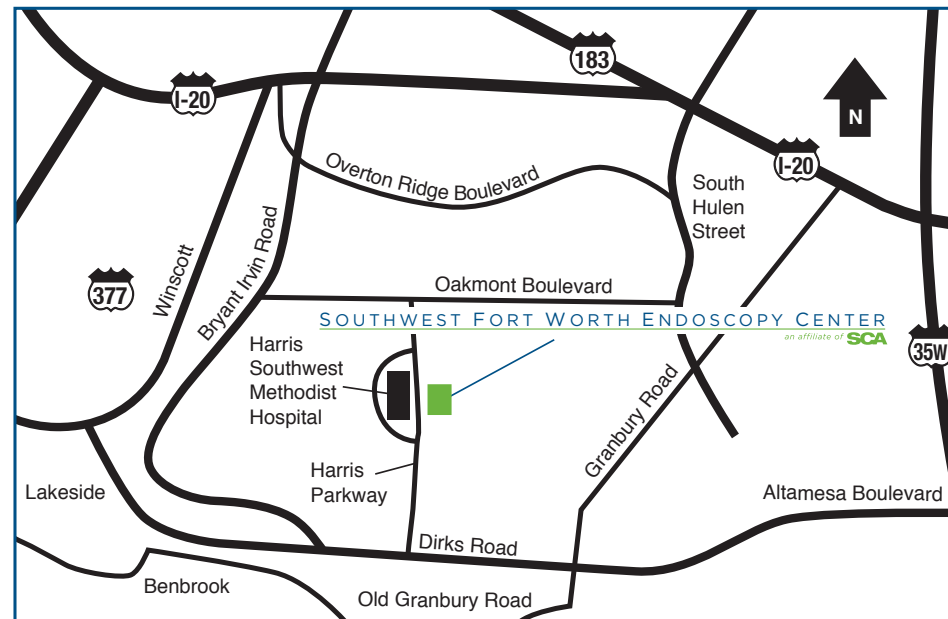 183
I-20
N
I-20
Overton Ridge Boulevard
South
Hulen
Street
Winscott
Bryant Irvin Road
377
Oakmont Boulevard
SOUTHWEST FORT WORTH ENDOSCOPY CENTER
an affiliate of SCA
35W
Harris
Southwest
Methodist
Hospital
Granbury Road
Harris
Parkway
Lakeside
Altamesa Boulevard
Dirks Road
Benbrook
Old Granbury Road